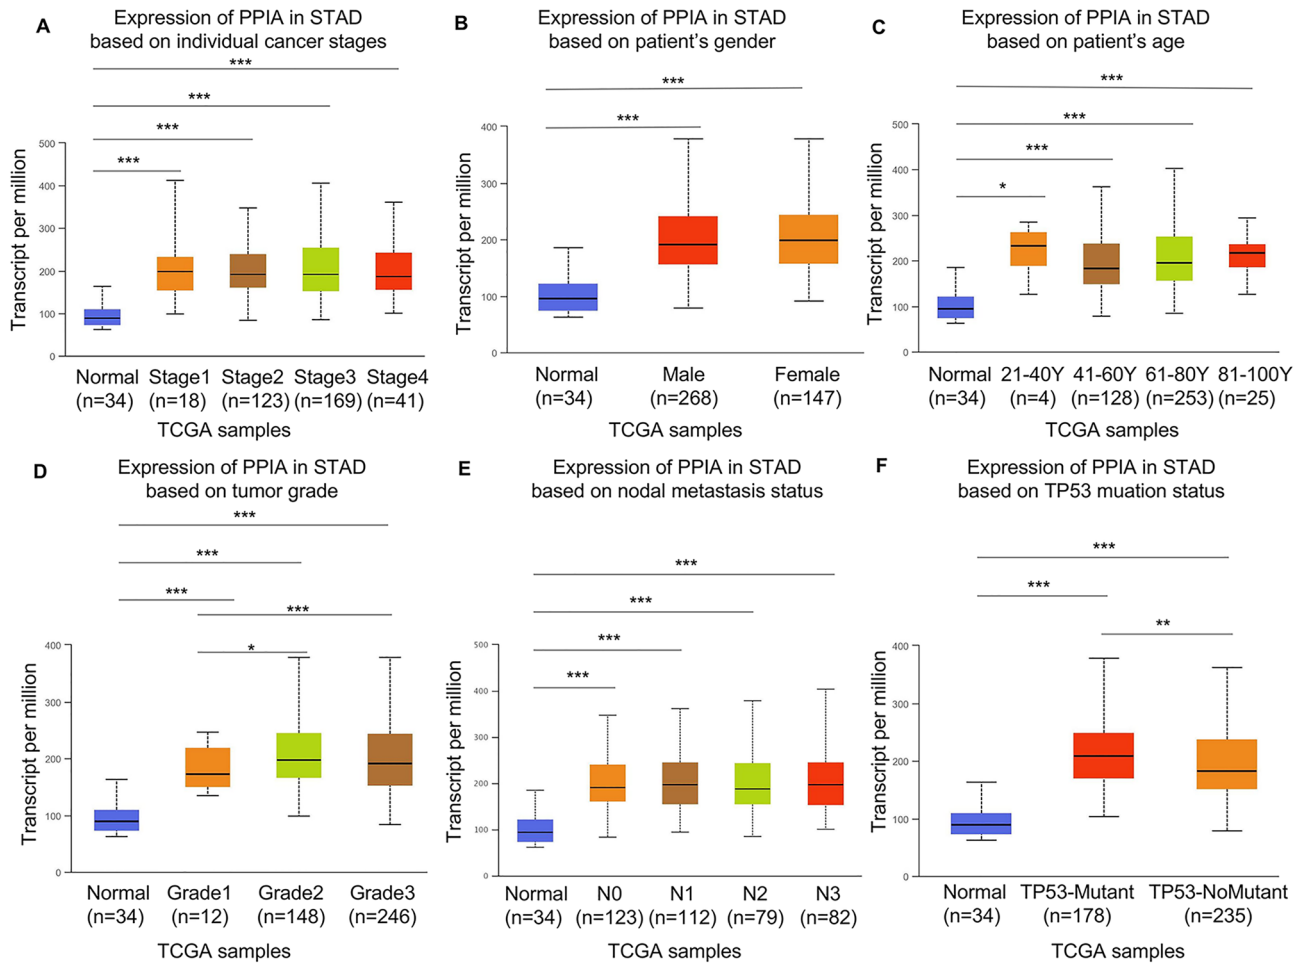 A
Expression of PPIA in STAD
based on individual cancer stages
***
***
***
***
Transcript per million
500
400
300
200
100
0
Normal Stage1 Stage2 Stage3 Stage4
(n=34) (n=18) (n=123) (n=169) (n=41)
TCGA samples
B
Expression of PPIA in STAD
based on patient's gender
***
***
Transcript per million
400
300
200
100
0
Normal Male Female
(n=34) (n=268) (n=147)
TCGA samples
C
Expression of PPIA in STAD
based on patient's age
***
***
***
*
Transcript per million
500
400
300
200
100
0
Normal 21-40Y 41-60Y 61-80Y 81-100Y
(n=34) (n=4) (n=128) (n=253) (n=25)
TCGA samples
D
Expression of PPIA in STAD
based on tumor grade
***
***
***
***
*
Transcript per million
400
300
200
100
0
Normal Grade1 Grade2 Grade3
(n=34) (n=12) (n=148) (n=246)
TCGA samples
E
Expression of PPIA in STAD
based on nodal metastasis status
***
***
***
***
Transcript per million
500
400
300
200
100
0
Normal N0 N1 N2 N3
(n=34) (n=123) (n=112) (n=79) (n=82)
TCGA samples
F
Expression of PPIA in STAD
based on TP53 muation status
***
***
**
Transcript per million
400
300
200
100
0
Normal TP53-Mutant TP53-NoMutant
(n=34) (n=178) (n=235)
TCGA samples